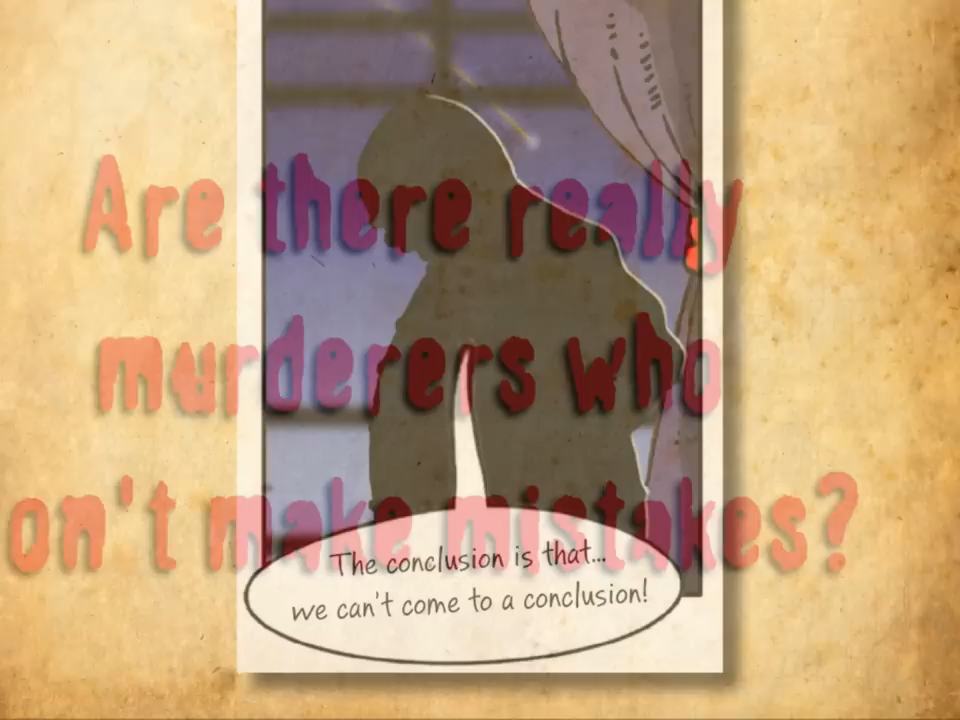 Are there really
murderers who
on't make mistakes?
The conclusion is that...
we can't come to a conclusion!